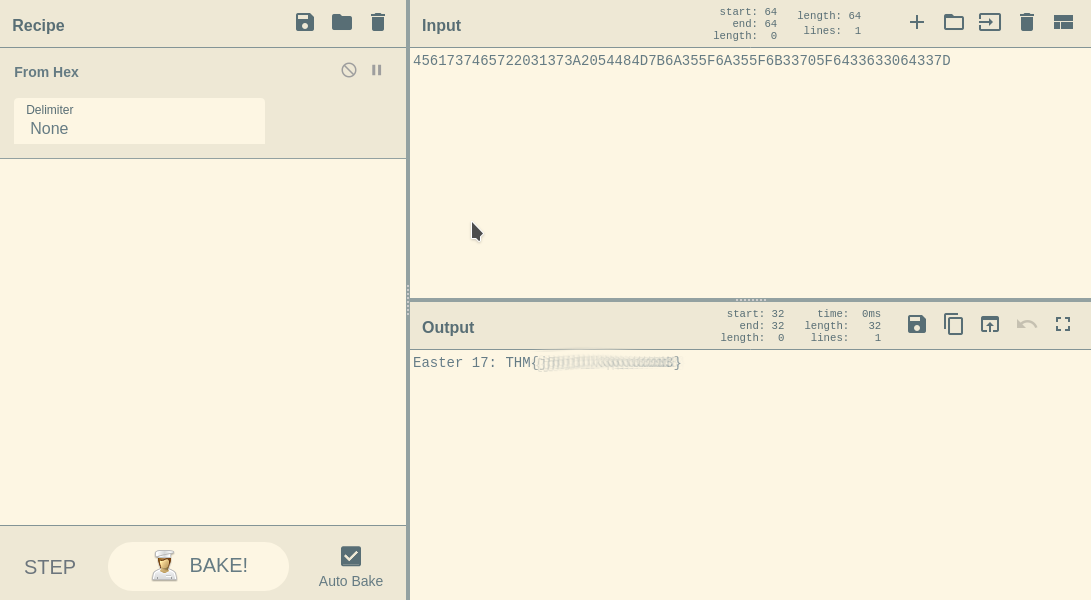 Recipe
From Hex
Delimiter
None
STEP
BAKE!
Auto Bake
Input
start: 64
end: 64
length: 0
length: 64
lines: 1
4561737465722031373A2054484D7B6A355F6A355F6B33705F6433633064337D
Output
start: 32
end: 32
length: 0
time: 0ms
length: 32
lines: 1
Easter 17: THM{ }